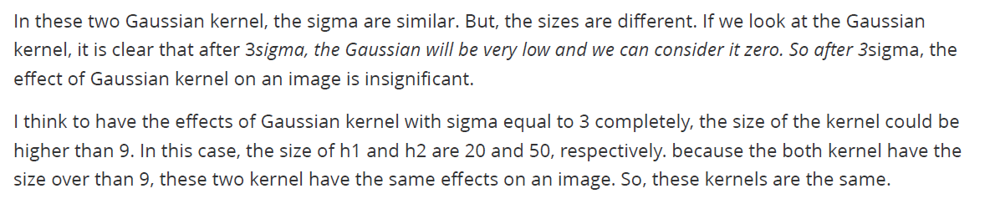 In these two Gaussian kernel, the sigma are similar. But, the sizes are different. If we look at the Gaussian
kernel, it is clear that after 3sigma, the Gaussian will be very low and we can consider it zero. So after 3sigma, the
effect of Gaussian kernel on an image is insignificant.
I think to have the effects of Gaussian kernel with sigma equal to 3 completely, the size of the kernel could be
higher than 9. In this case, the size of h1 and h2 are 20 and 50, respectively. because the both kernel have the
size over than 9, these two kernel have the same effects on an image. So, these kernels are the same.